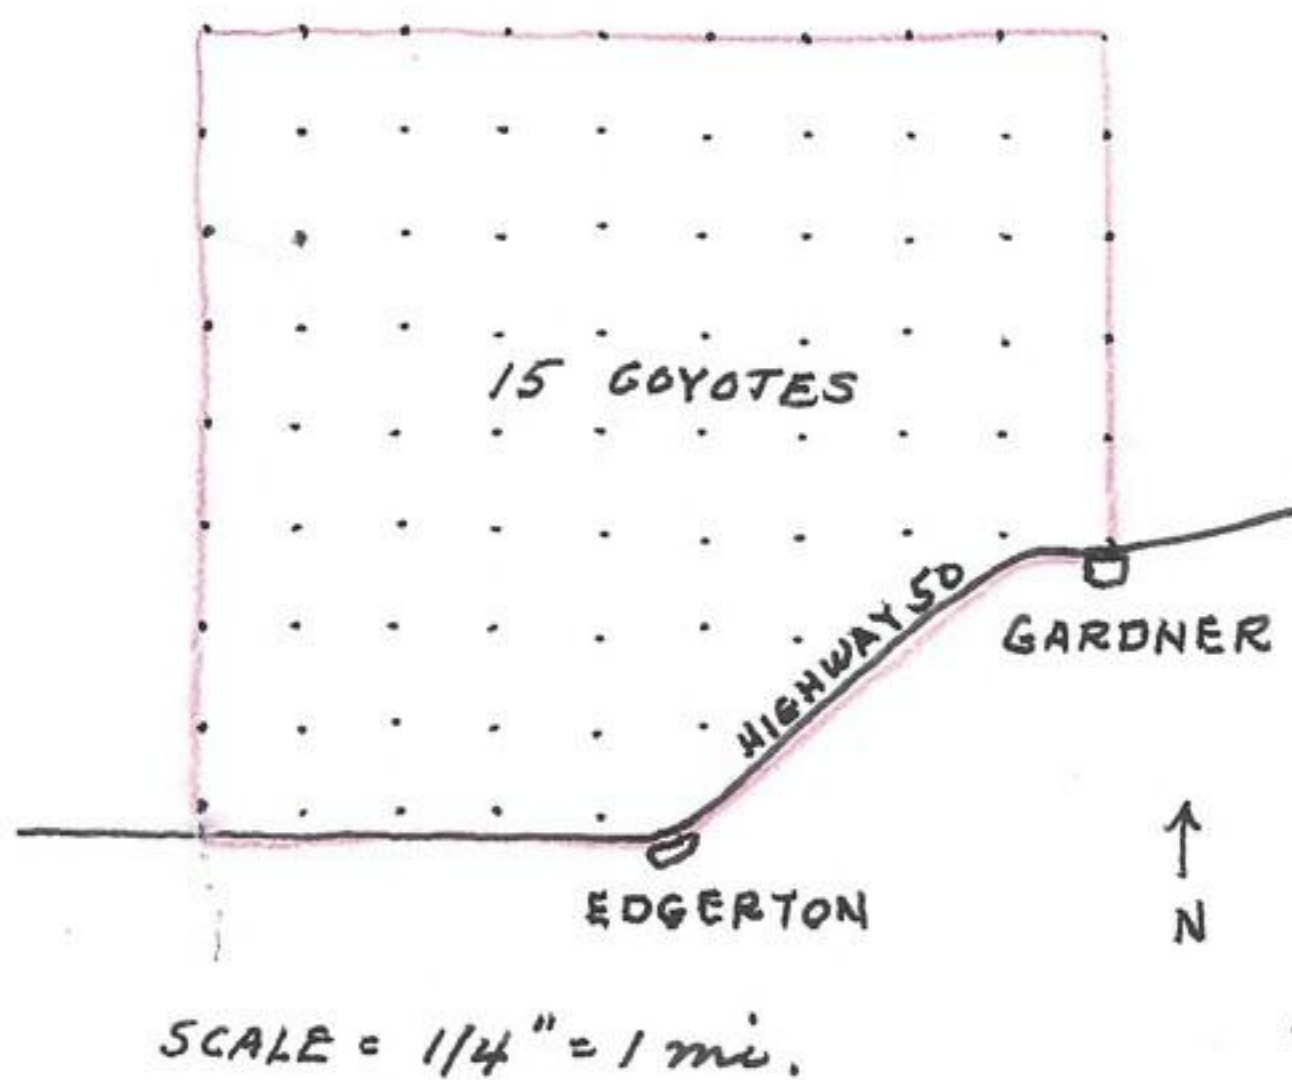 15 COYOTES
HIGHWAY 50
GARDNER
EDGERTON
N
SCALE = 1/4" = 1 mi.